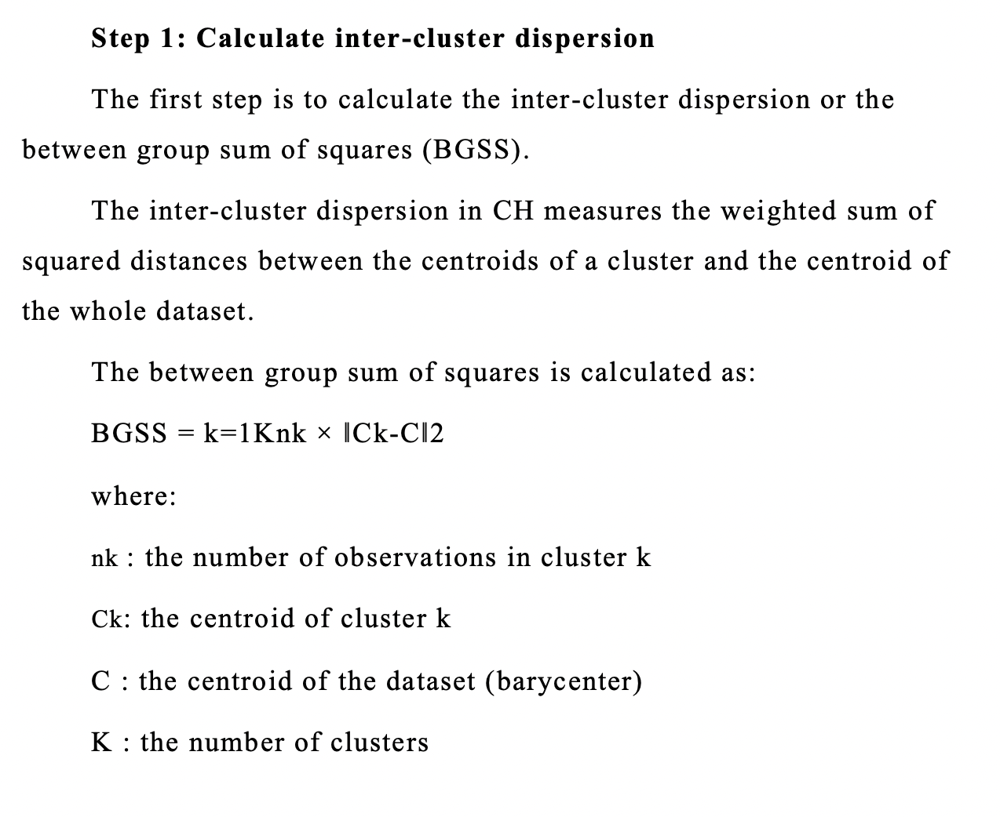 Step 1: Calculate inter-cluster dispersion
The first step is to calculate the inter-cluster dispersion or the
between group sum of squares (BGSS).
The inter-cluster dispersion in CH measures the weighted sum of
squared distances between the centroids of a cluster and the centroid of
the whole dataset.
The between group sum of squares is calculated as:
BGSS = k=1Knk × ‖Ck-C‖2
where:
nk : the number of observations in cluster k
Ck: the centroid of cluster k
C : the centroid of the dataset (barycenter)
K : the number of clusters